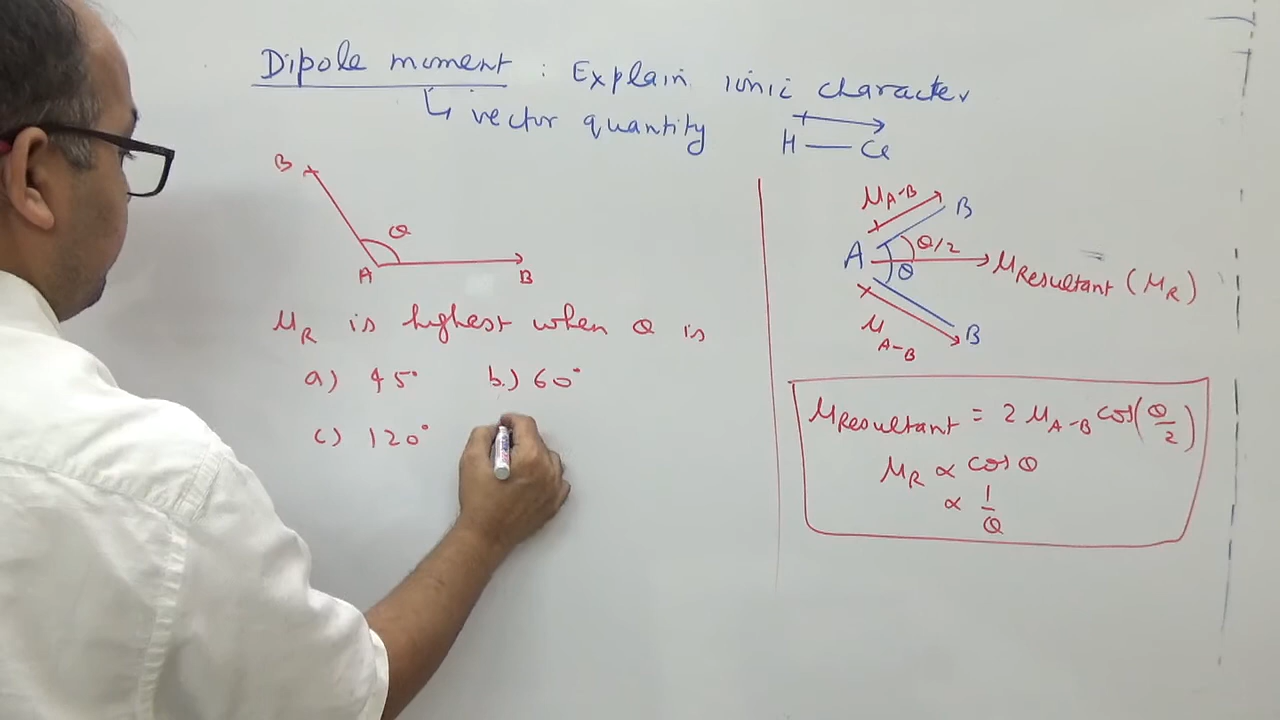 Dipole moment : Explain ionic character
↳ vector quantity
H — Cl
B
θ
A
B
μR is highest when θ is
a) 45° b.) 60°
c) 120°
μA-B
B
θ/2
A
θ
μResultant (μR)
B
μA-B
μResultant = 2 μA-B cos(θ/2)
μR ∝ cos θ
∝ 1/θ